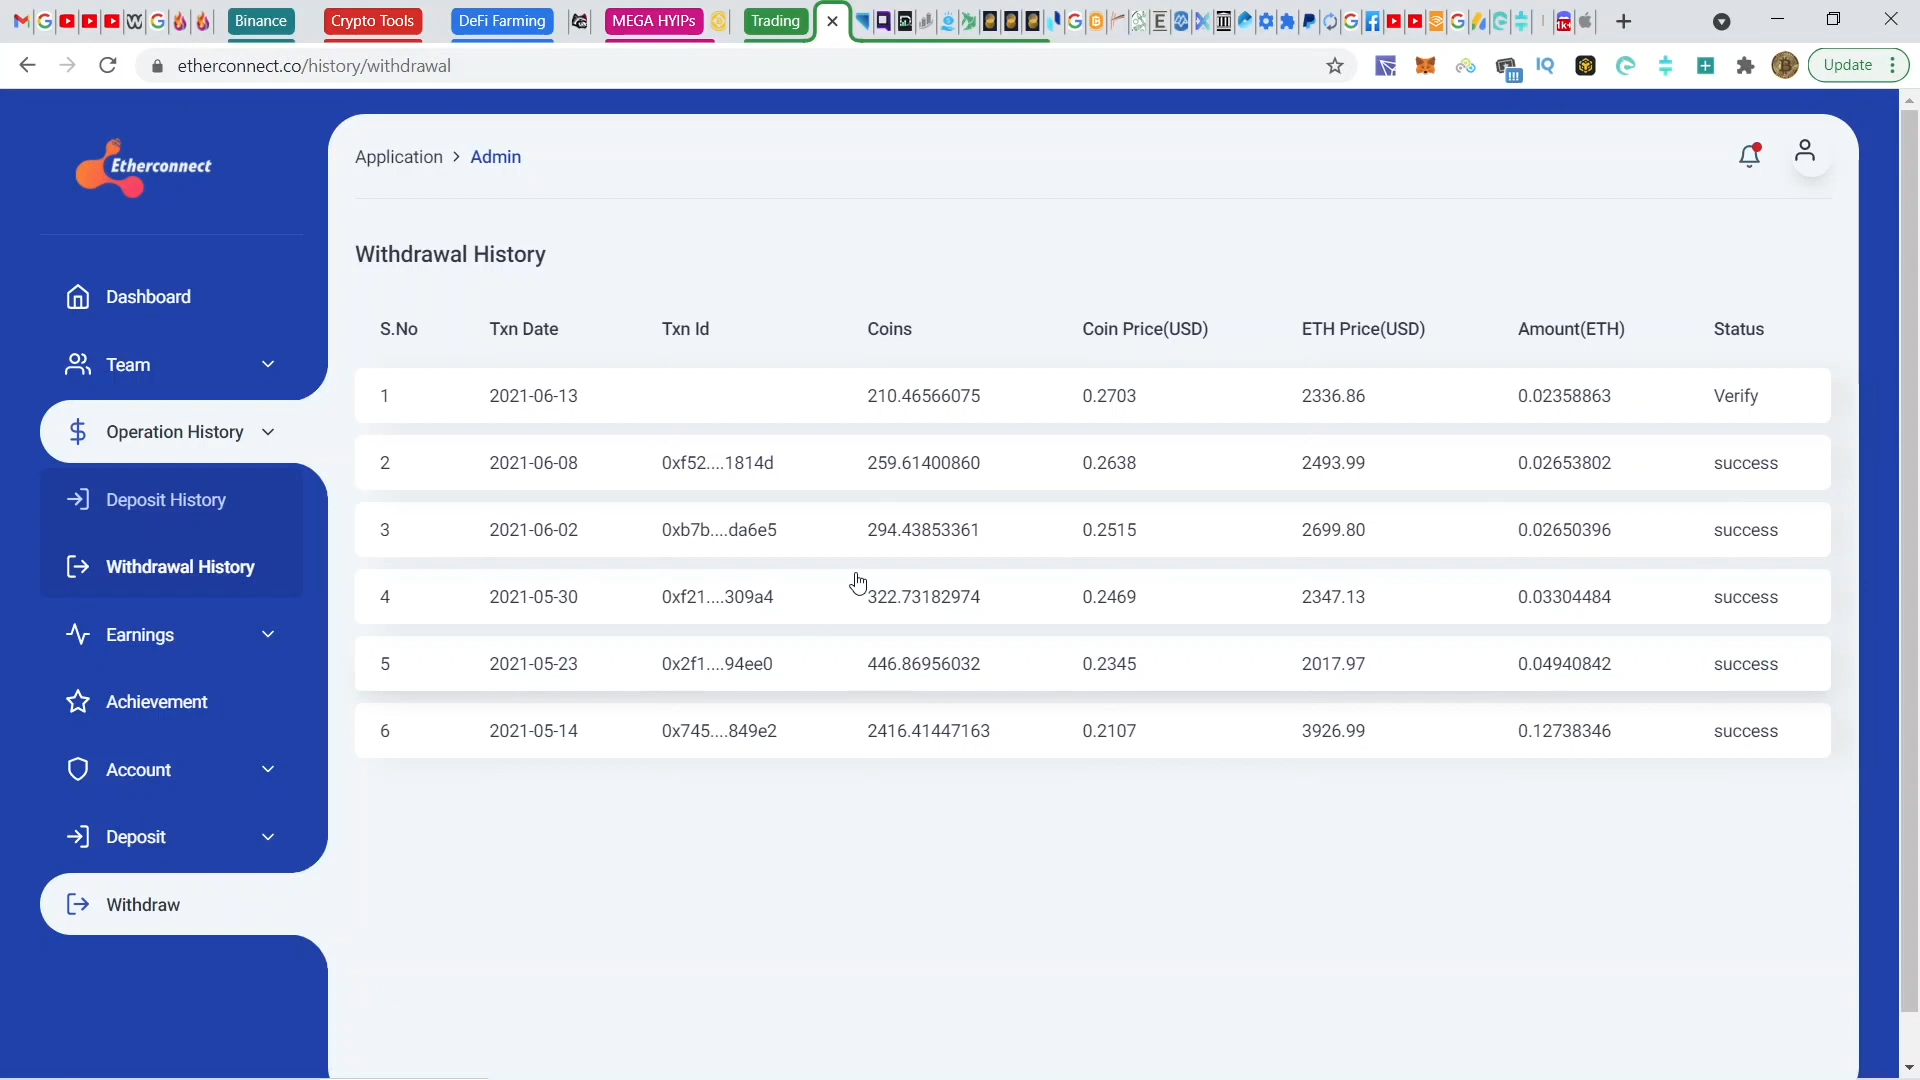 Binance
Crypto Tools
DeFi Farming
MEGA HYIPs
Trading
etherconnect.co/history/withdrawal
Update
Etherconnect
Application > Admin
Dashboard
Team
Operation History
Deposit History
Withdrawal History
Earnings
Achievement
Account
Deposit
Withdraw
Withdrawal History
S.No Txn Date Txn Id Coins Coin Price(USD) ETH Price(USD) Amount(ETH) Status
1 2021-06-13 210.46566075 0.2703 2336.86 0.02358863 Verify
2 2021-06-08 0xf52....1814d 259.61400860 0.2638 2493.99 0.02653802 success
3 2021-06-02 0xb7b....da6e5 294.43853361 0.2515 2699.80 0.02650396 success
4 2021-05-30 0xf21....309a4 322.73182974 0.2469 2347.13 0.03304484 success
5 2021-05-23 0x2f1....94ee0 446.86956032 0.2345 2017.97 0.04940842 success
6 2021-05-14 0x745....849e2 2416.41447163 0.2107 3926.99 0.12738346 success